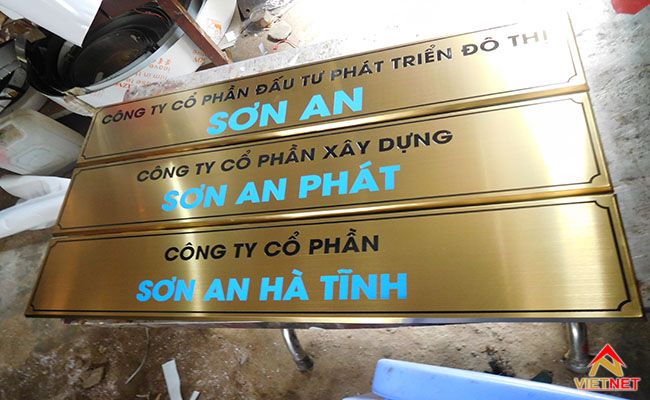 CÔNG TY CỔ PHẦN ĐẤU TƯ PHÁT TRIỂN ĐÔ THỊ
SƠN AN
CÔNG TY CỔ PHẦN XÂY DỰNG
SƠN AN PHÁT
CÔNG TY CỔ PHẦN
SƠN AN HÀ TĨNH
VIETNET